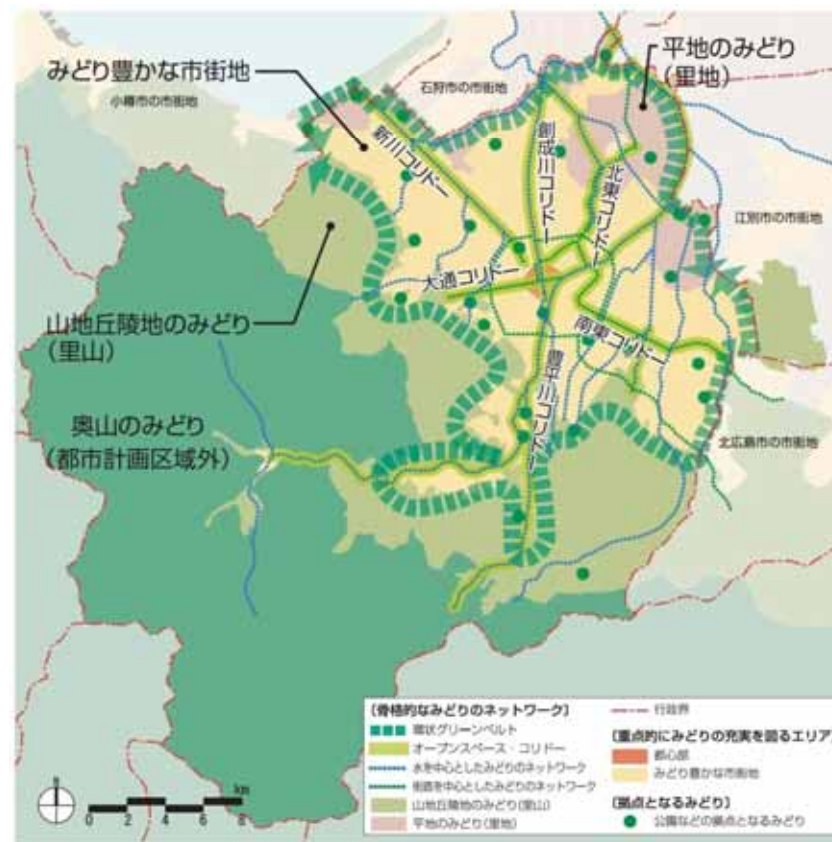 みどり豊かな市街地
平地のみどり
(里地)
石狩市の市街地
小樽市の市街地
新川コリドー
創成川コリドー
北東コリドー
江別市の市街地
大通コリドー
山地丘陵地のみどり
(里山)
南東コリドー
豊平川コリドー
奥山のみどり
(都市計画区域外)
北広島市の市街地
〔骨格的なみどりのネットワーク〕
環状グリーンベルト
オープンスペース・コリドー
水を中心としたみどりのネットワーク
街路を中心としたみどりのネットワーク
山地丘陵地のみどり(里山)
平地のみどり(里地)
行政界
〔重点的にみどりの充実を図るエリア〕
都心部
みどり豊かな市街地
〔拠点となるみどり〕
公園などの拠点となるみどり
km
0 2 4 6 8